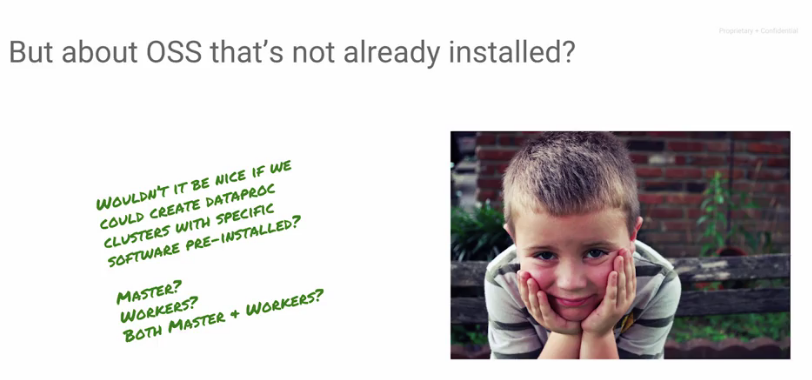 Proprietary + Confidential
But about OSS that's not already installed?
Wouldn't it be nice if we
could create Dataproc
clusters with specific
software pre-installed?
Master?
Workers?
Both Master + Workers?